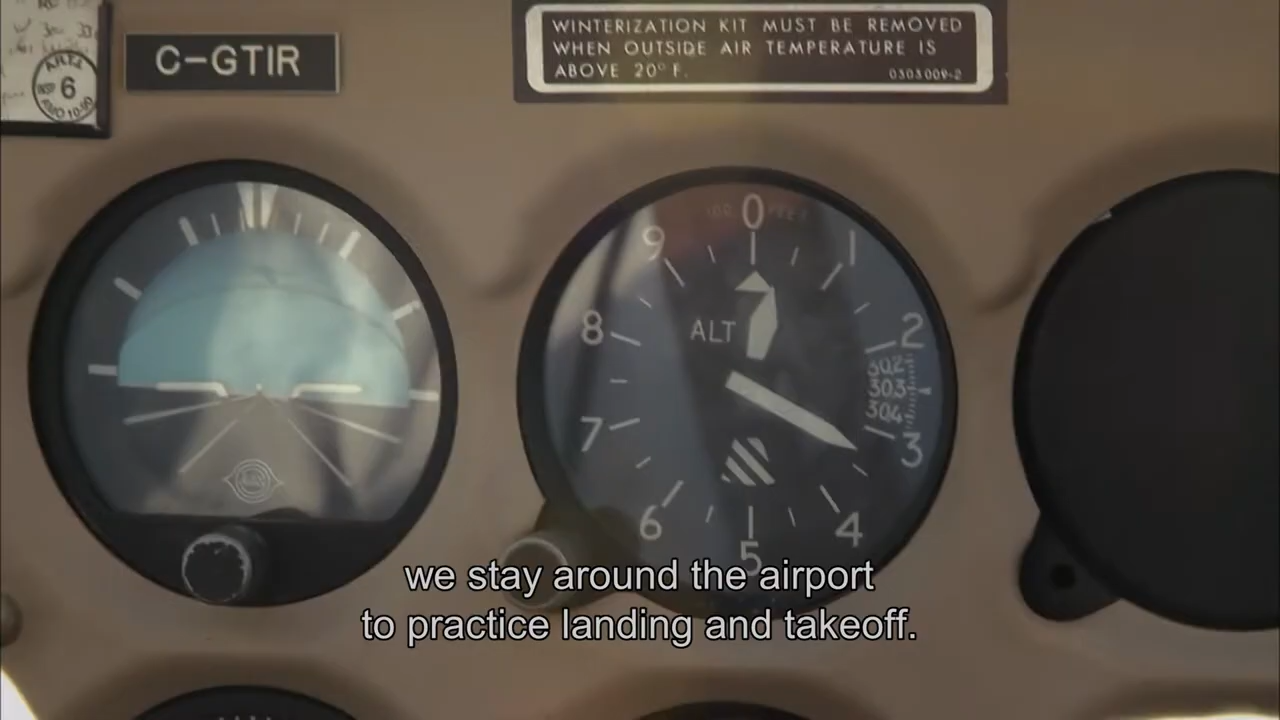 C-GTIR
WINTERIZATION KIT MUST BE REMOVED
WHEN OUTSIDE AIR TEMPERATURE IS
ABOVE 20° F.
0303009-2
6
0
1
2
3
4
5
6
7
8
9
ALT
302
303
304
we stay around the airport
to practice landing and takeoff.